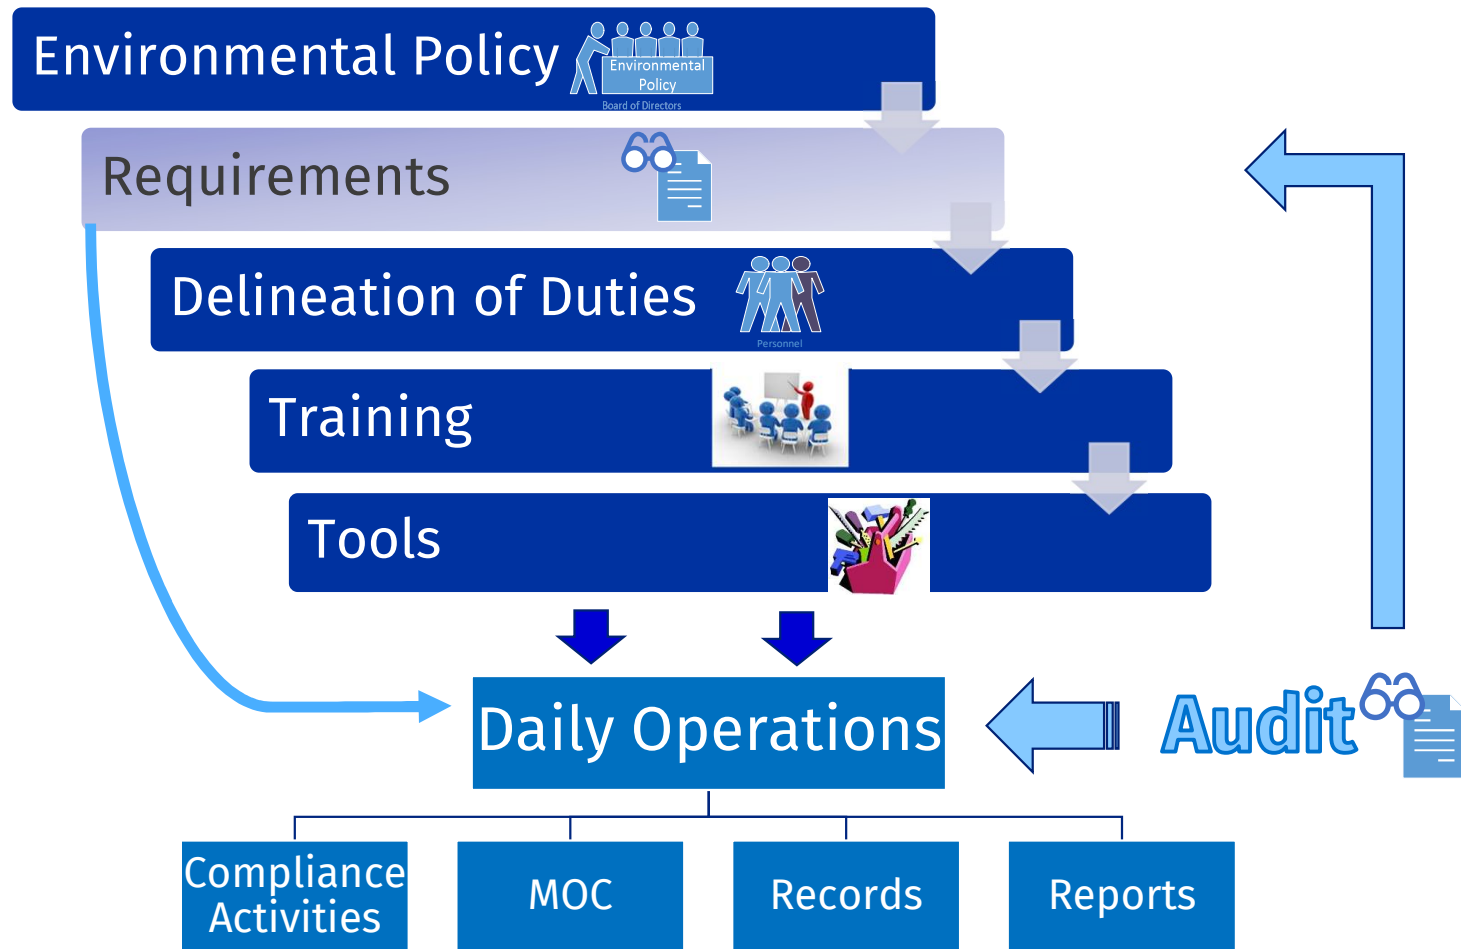 Environmental Policy
Environmental
Policy
Board of Directors
Requirements
Delineation of Duties
Personnel
Training
Tools
Daily Operations
Audit
Compliance
Activities
MOC
Records
Reports